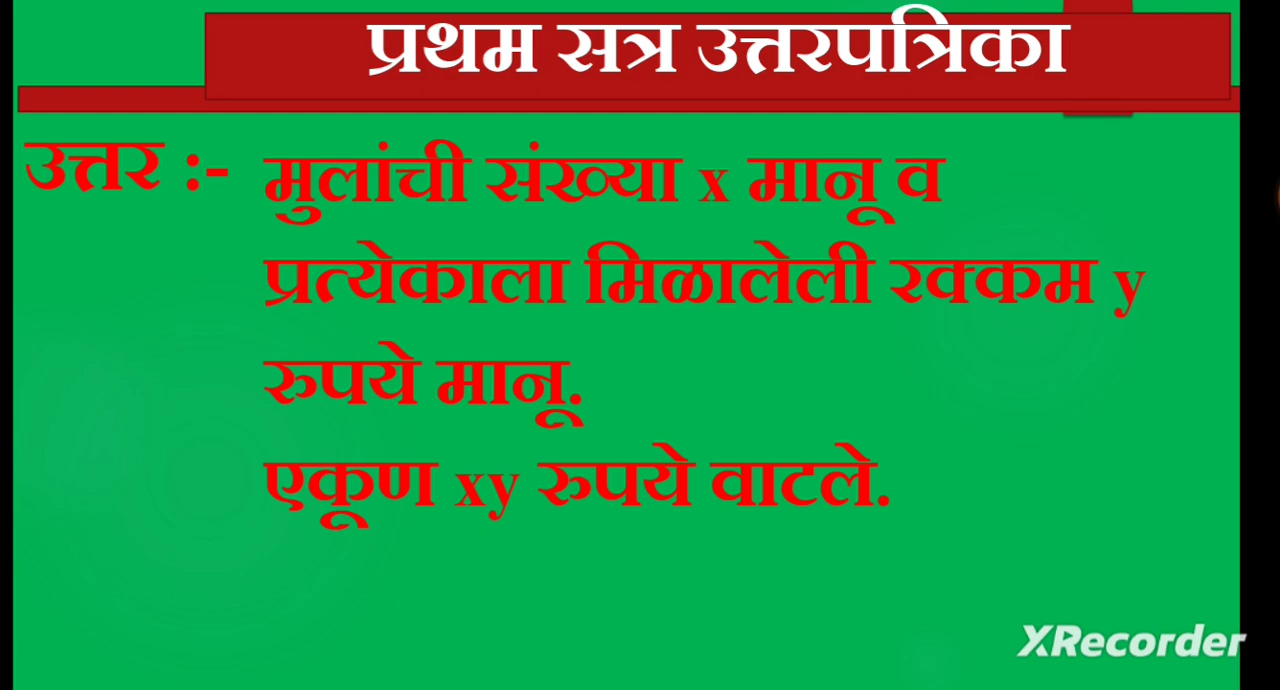 प्रथम सत्र उत्तरपत्रिका
उत्तर :- मुलांची संख्या x मानू व
प्रत्येकाला मिळालेली रक्कम y
रुपये मानू.
एकूण xy रुपये वाटले.
XRecorder